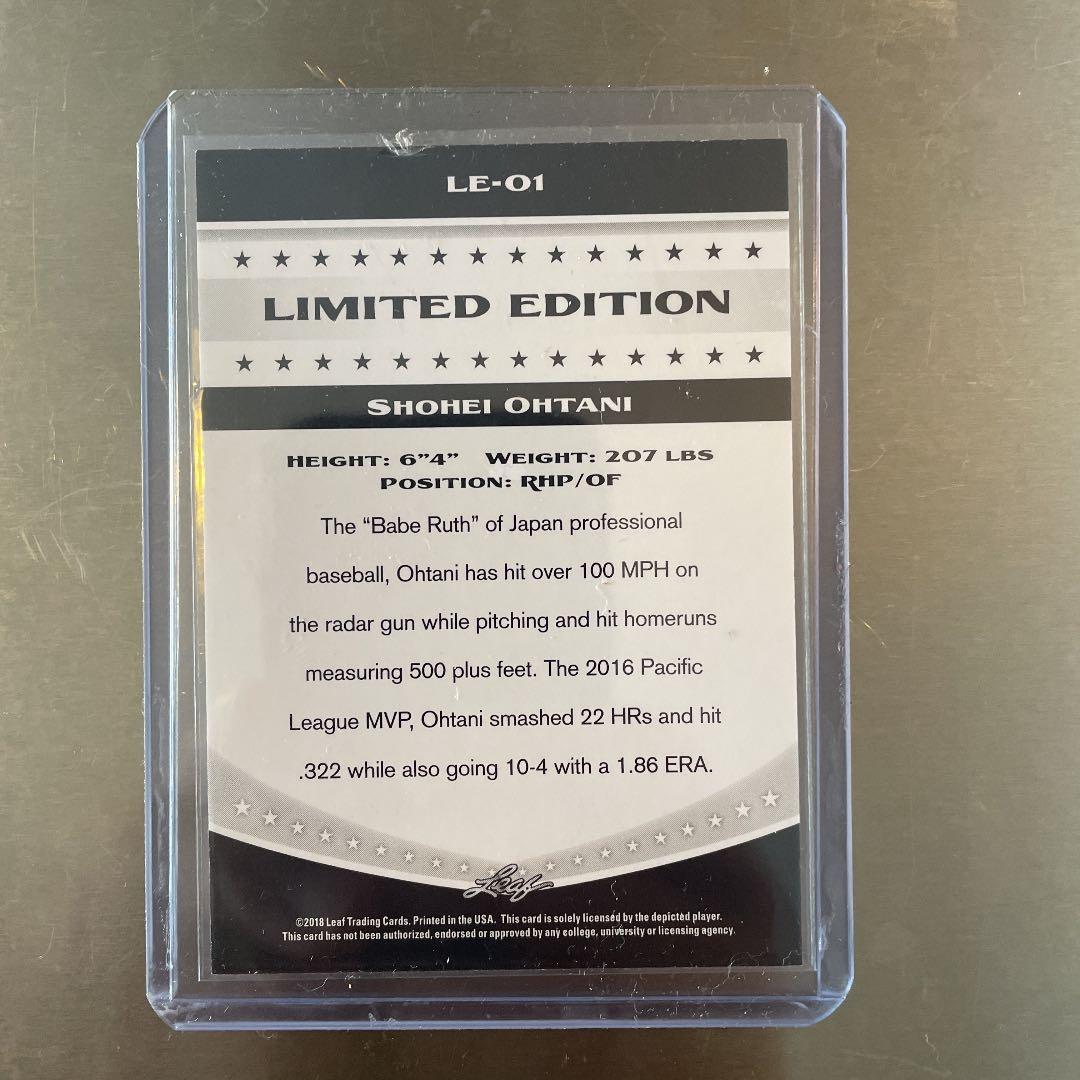 LE-01
LIMITED EDITION
SHOHEI OHTANI
HEIGHT: 6"4" WEIGHT: 207 LBS
POSITION: RHP/OF
The “Babe Ruth” of Japan professional
baseball, Ohtani has hit over 100 MPH on
the radar gun while pitching and hit homeruns
measuring 500 plus feet. The 2016 Pacific
League MVP, Ohtani smashed 22 HRs and hit
.322 while also going 10-4 with a 1.86 ERA.
Leaf
©2018 Leaf Trading Cards. Printed in the USA. This card is solely licensed by the depicted player.
This card has not been authorized, endorsed or approved by any college, university or licensing agency.